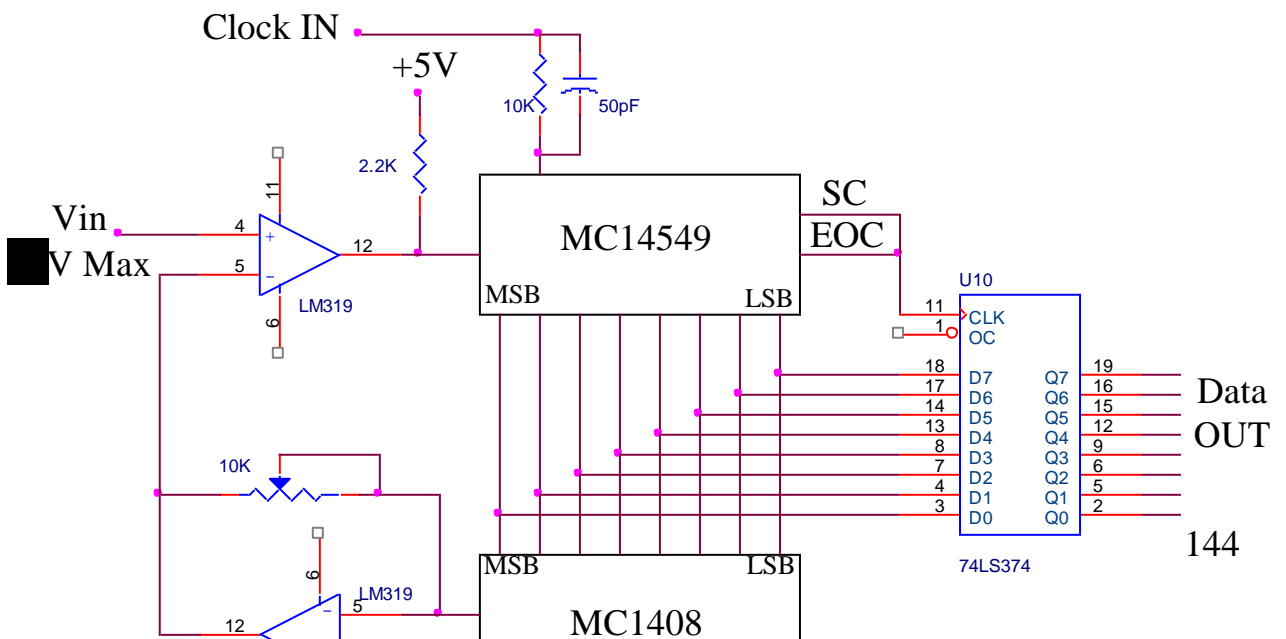 Clock IN
+5V
10K
50pF
2.2K
11
SC
Vin
4
+
12
MC14549
EOC
V Max
5
-
MSB
LSB
U10
LM319
6
11
CLK
1
OC
18
D7
Q7
19
17
D6
Q6
16
Data
14
D5
Q5
15
13
D4
Q4
12
OUT
8
D3
Q3
9
10K
7
D2
Q2
6
4
D1
Q1
5
3
D0
Q0
2
144
MSB
LSB
74LS374
6
LM319
5
-
12
MC1408